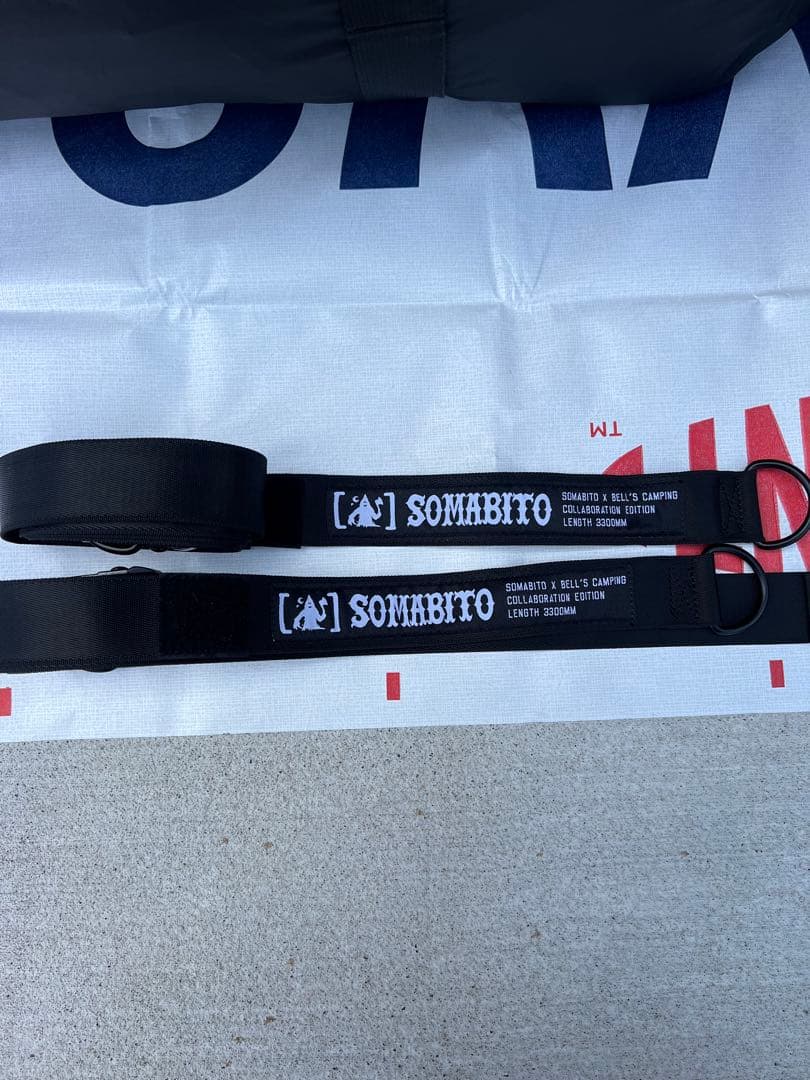 TM
SOMABITO
SOMABITO X BELL'S CAMPING
COLLABORATION EDITION
LENGTH 3300MM
SOMABITO
SOMABITO X BELL'S CAMPING
COLLABORATION EDITION
LENGTH 3300MM